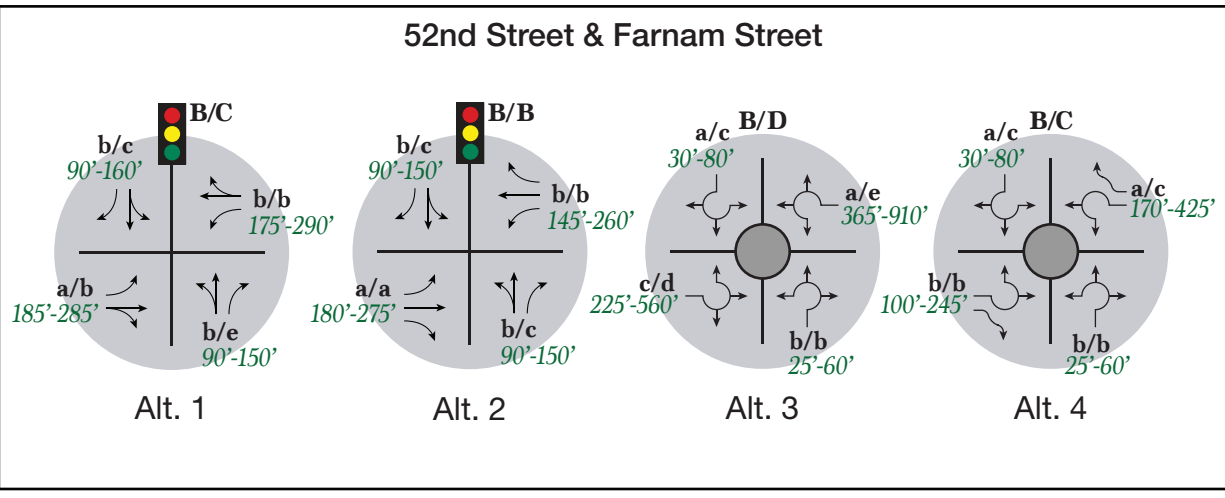 52nd Street & Farnam Street
B/C
b/c
90’-160’
b/b
175’-290’
a/b
185’-285’
b/e
90’-150’
Alt. 1
B/B
b/c
90’-150’
b/b
145’-260’
a/a
180’-275’
b/c
90’-150’
Alt. 2
B/D
a/c
30’-80’
a/e
365’-910’
c/d
225’-560’
b/b
25’-60’
Alt. 3
B/C
a/c
30’-80’
a/c
170’-425’
b/b
100’-245’
b/b
25’-60’
Alt. 4